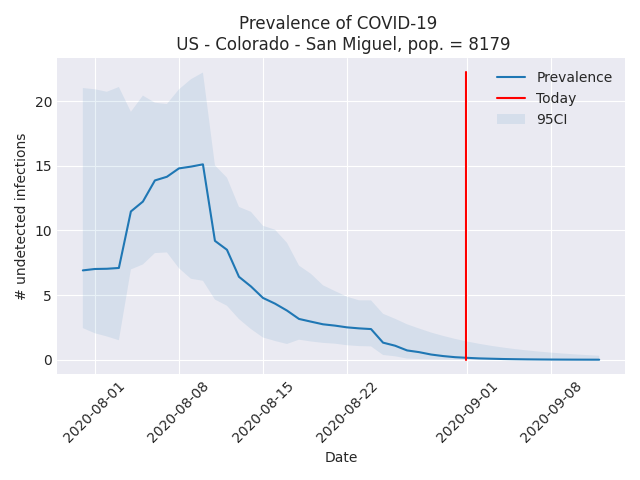 Prevalence of COVID-19
US - Colorado - San Miguel, pop. = 8179
Prevalence
Today
95CI
# undetected infections
20
15
10
5
0
2020-08-01
2020-08-08
2020-08-15
2020-08-22
2020-09-01
2020-09-08
Date